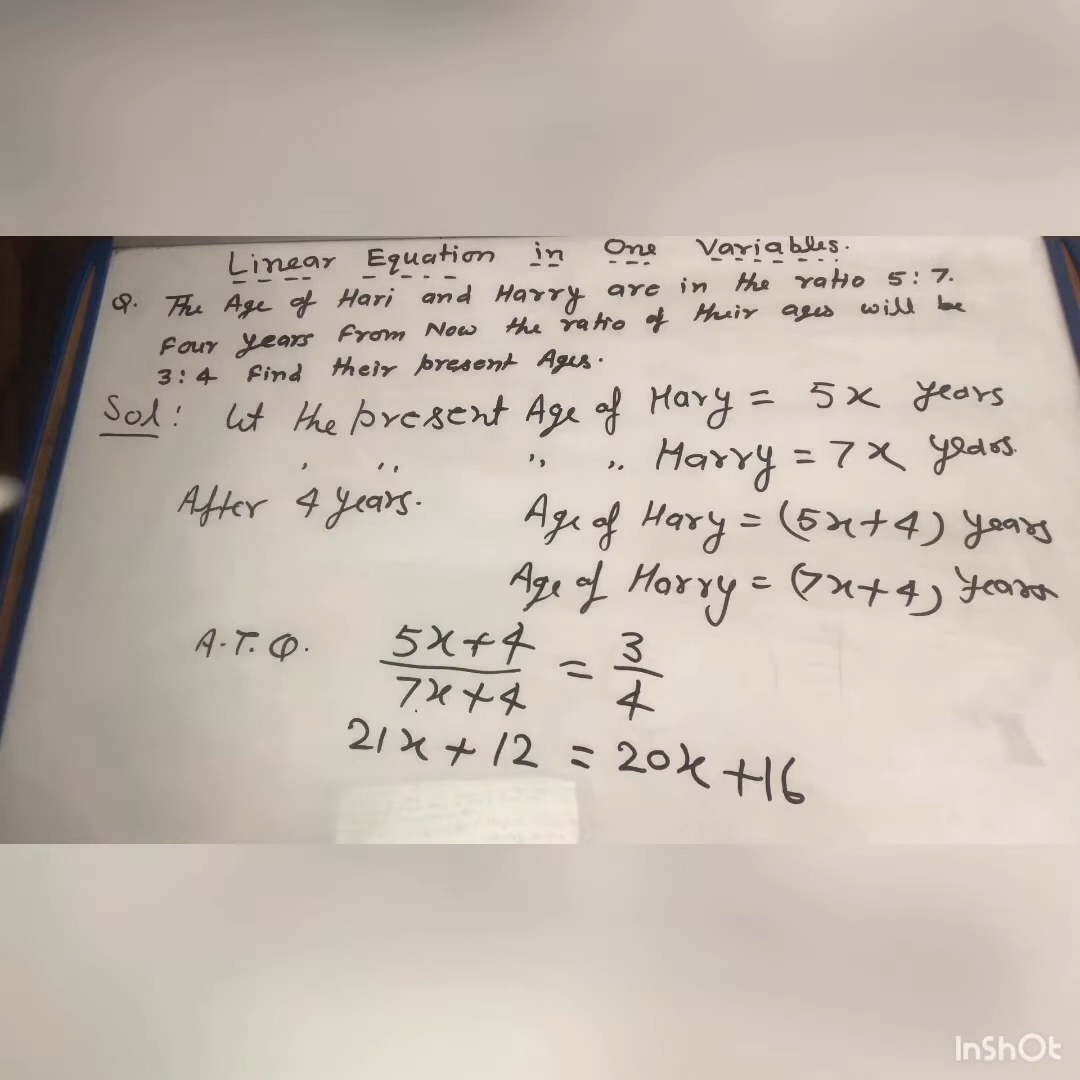 Linear Equation in One Variables.
Q. The Age of Hari and Harry are in the ratio 5:7.
Four years From Now the ratio of their ages will be
3:4 Find their present Ages.
Sol: let the present Age of Hary = 5x years
" " " " Harry = 7x years.
After 4 years. Age of Hary = (5x+4) years
Age of Harry = (7x+4) years
A.T.Q. 5x+4/7x+4 = 3/4
21x + 12 = 20x +16
InShOt